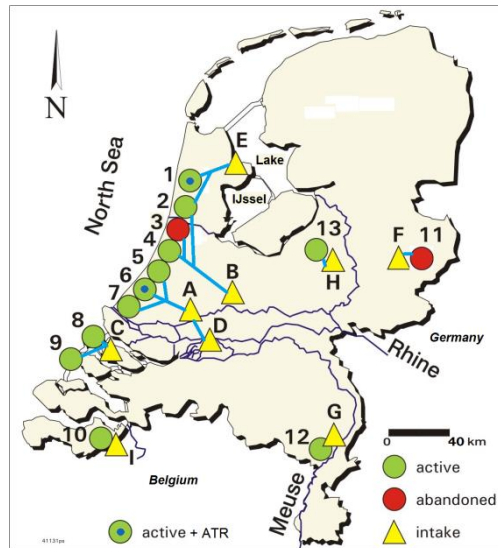 N
North Sea
E
Lake
IJssel
1
2
3
4
5
6
7
8
9
10
11
12
13
A
B
C
D
F
G
H
I
Germany
Rhine
Meuse
Belgium
0 40 km
active
abandoned
intake
active + ATR
41131ps